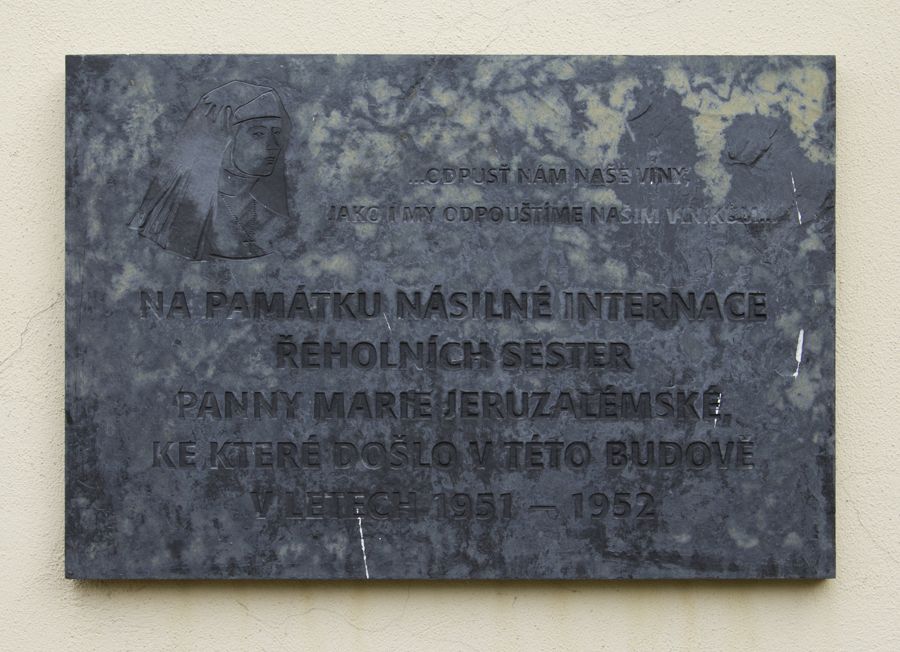 ...ODPUSŤ NÁM NAŠE VINY,
JAKO I MY ODPOUŠTÍME NAŠIM VINÍKŮM...
NA PAMÁTKU NÁSILNÉ INTERNACE
ŘEHOLNÍCH SESTER
PANNY MARIE JERUZALÉMSKÉ,
KE KTERÉ DOŠLO V TÉTO BUDOVĚ
V LETECH 1951 – 1952